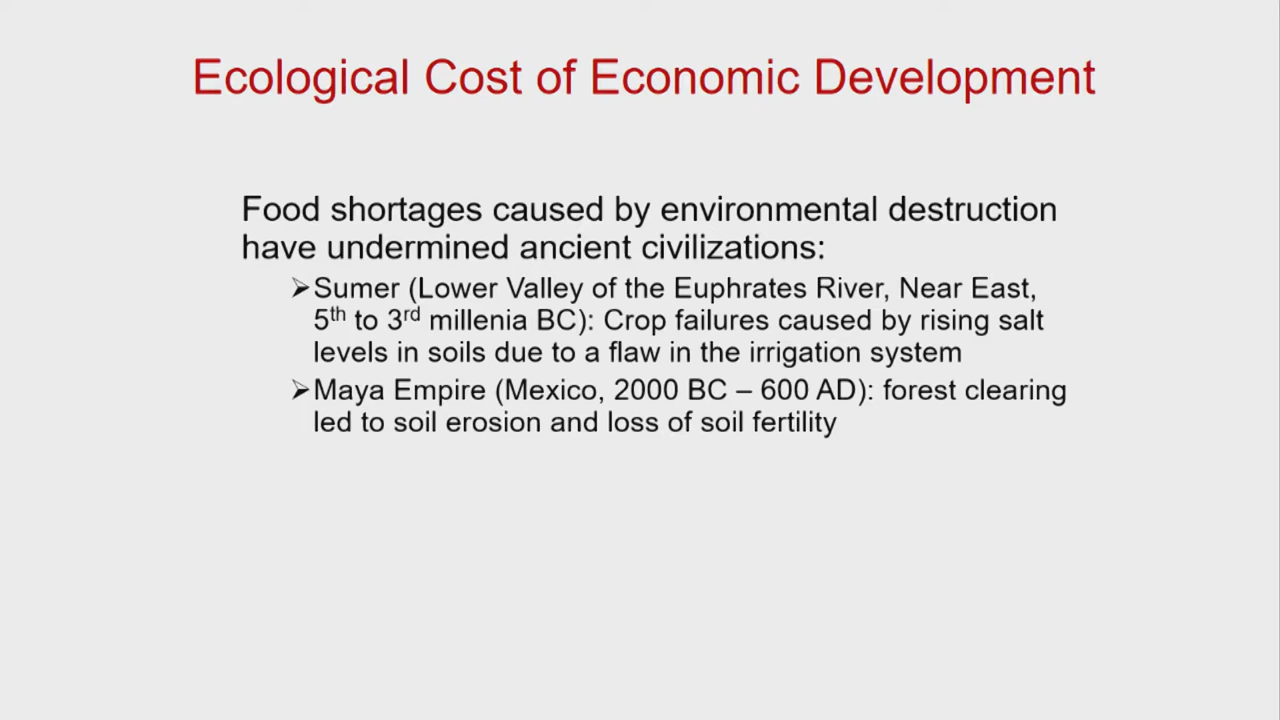 Ecological Cost of Economic Development
Food shortages caused by environmental destruction
have undermined ancient civilizations:
➢Sumer (Lower Valley of the Euphrates River, Near East,
5th to 3rd millenia BC): Crop failures caused by rising salt
levels in soils due to a flaw in the irrigation system
➢Maya Empire (Mexico, 2000 BC – 600 AD): forest clearing
led to soil erosion and loss of soil fertility